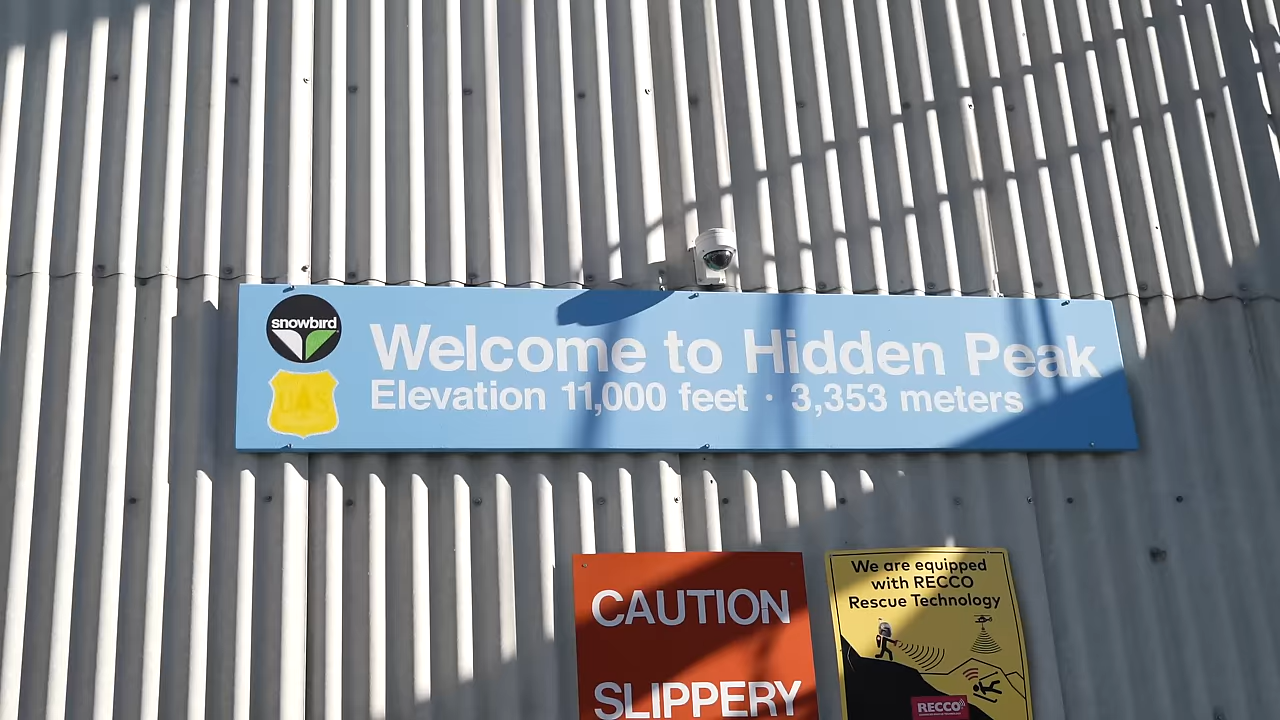 snowbird
Welcome to Hidden Peak
Elevation 11,000 feet · 3,353 meters
CAUTION
SLIPPERY
We are equipped
with RECCO
Rescue Technology
RECCO